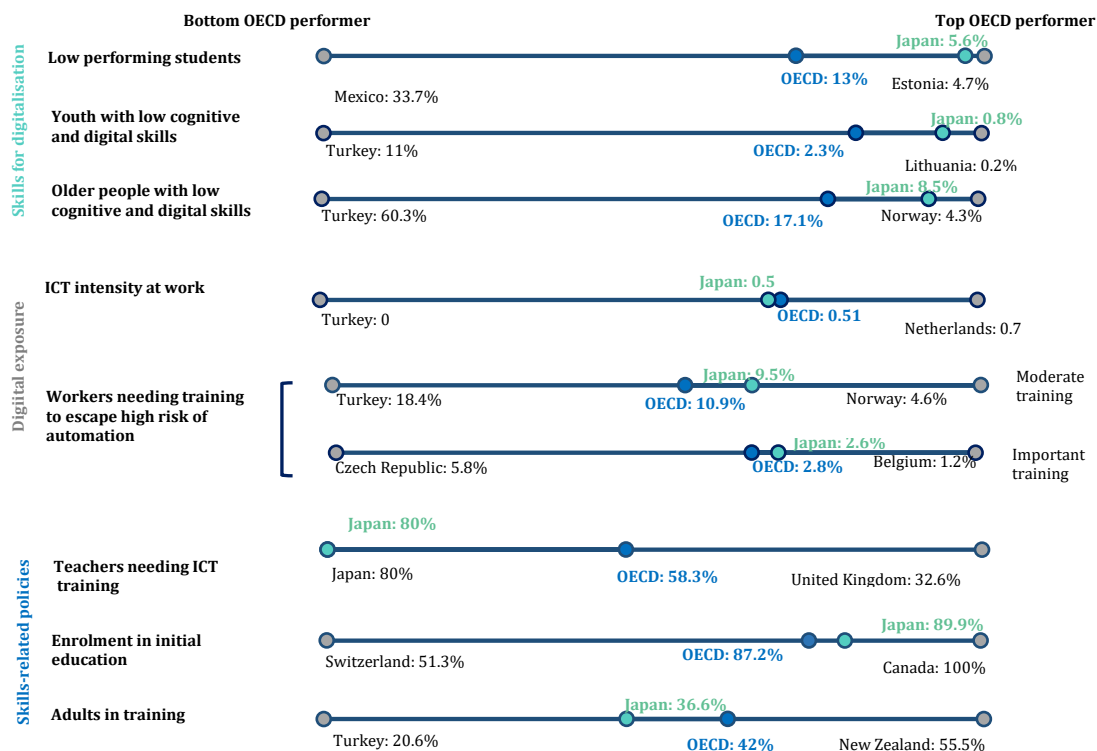 Bottom OECD performer
Top OECD performer
Skills for digitalisation
Low performing students
Japan: 5.6%
OECD: 13%
Estonia: 4.7%
Mexico: 33.7%
Youth with low cognitive
and digital skills
Japan: 0.8%
Turkey: 11%
OECD: 2.3%
Lithuania: 0.2%
Older people with low
cognitive and digital skills
Japan: 8.5%
Turkey: 60.3%
OECD: 17.1%
Norway: 4.3%
Digiital exposure
ICT intensity at work
Japan: 0.5
Turkey: 0
OECD: 0.51
Netherlands: 0.7
Workers needing training
to escape high risk of
automation
Japan: 9.5%
Turkey: 18.4%
OECD: 10.9%
Norway: 4.6%
Moderate
training
Japan: 2.6%
Czech Republic: 5.8%
OECD: 2.8%
Belgium: 1.2%
Important
training
Skills-related policies
Teachers needing ICT
training
Japan: 80%
Japan: 80%
OECD: 58.3%
United Kingdom: 32.6%
Enrolment in initial
education
Japan: 89.9%
Switzerland: 51.3%
OECD: 87.2%
Canada: 100%
Adults in training
Japan: 36.6%
Turkey: 20.6%
OECD: 42%
New Zealand: 55.5%